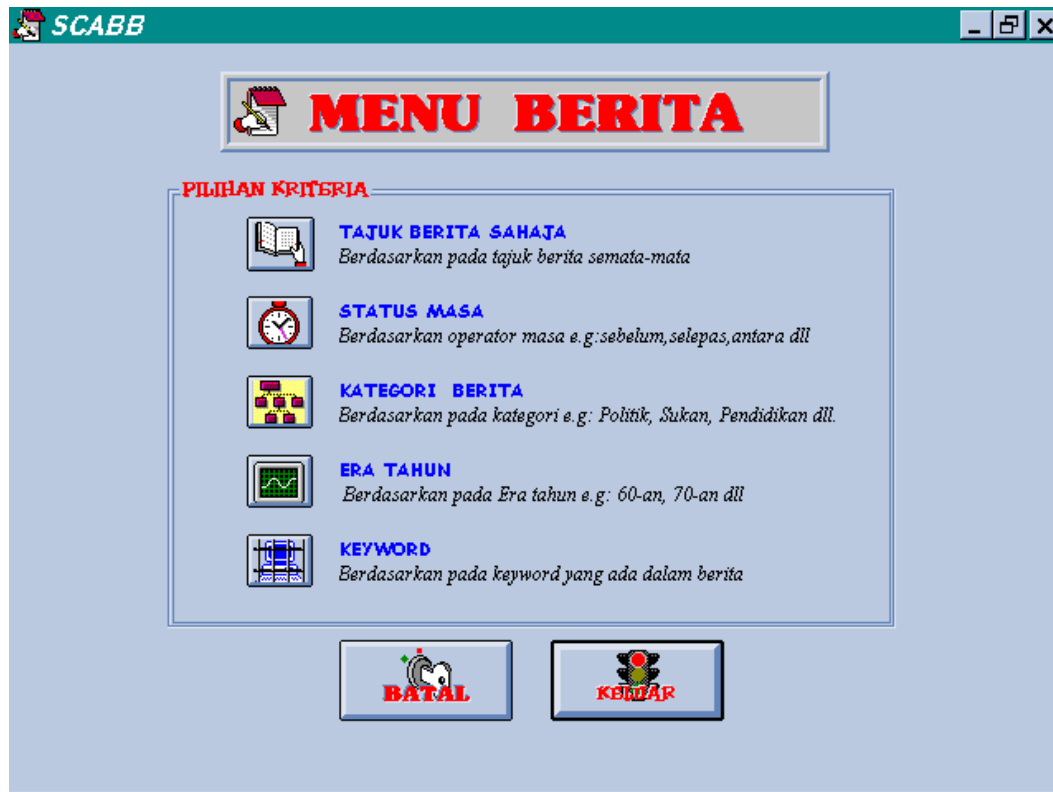 SCABB
MENU BERITA
PILIHAN KRITERIA
TAJUK BERITA SAHAJA
Berdasarkan pada tajuk berita semata-mata
STATUS MASA
Berdasarkan operator masa e.g:sebelum,selepas,antara dll
KATEGORI BERITA
Berdasarkan pada kategori e.g: Politik, Sukan, Pendidikan dll.
ERA TAHUN
Berdasarkan pada Era tahun e.g: 60-an, 70-an dll
KEYWORD
Berdasarkan pada keyword yang ada dalam berita
BATAL
KELUAR